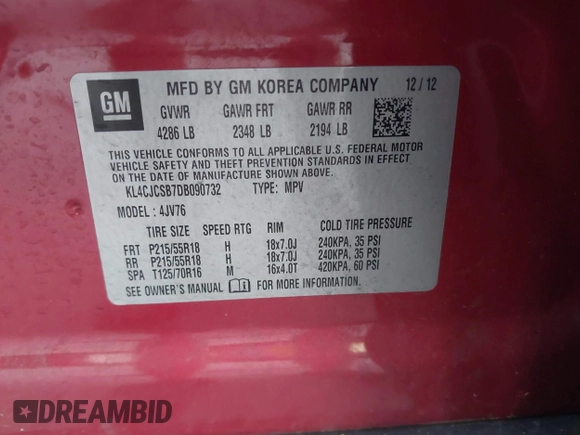 GM
MFD BY GM KOREA COMPANY 12/12
GVWR GAWR FRT GAWR RR
4286 LB 2348 LB 2194 LB
THIS VEHICLE CONFORMS TO ALL APPLICABLE U.S. FEDERAL MOTOR
VEHICLE SAFETY AND THEFT PREVENTION STANDARDS IN EFFECT
ON THE DATE OF MANUFACTURE SHOWN ABOVE.
KL4CJCSB7DB090732 TYPE: MPV
MODEL: 4JV76
TIRE SIZE SPEED RTG RIM COLD TIRE PRESSURE
FRT P215/55R18 H 18x7.0J 240KPA, 35 PSI
RR P215/55R18 H 18x7.0J 240KPA, 35 PSI
SPA T125/70R16 M 16x4.0T 420KPA, 60 PSI
SEE OWNER'S MANUAL FOR MORE INFORMATION.
DREAMBID